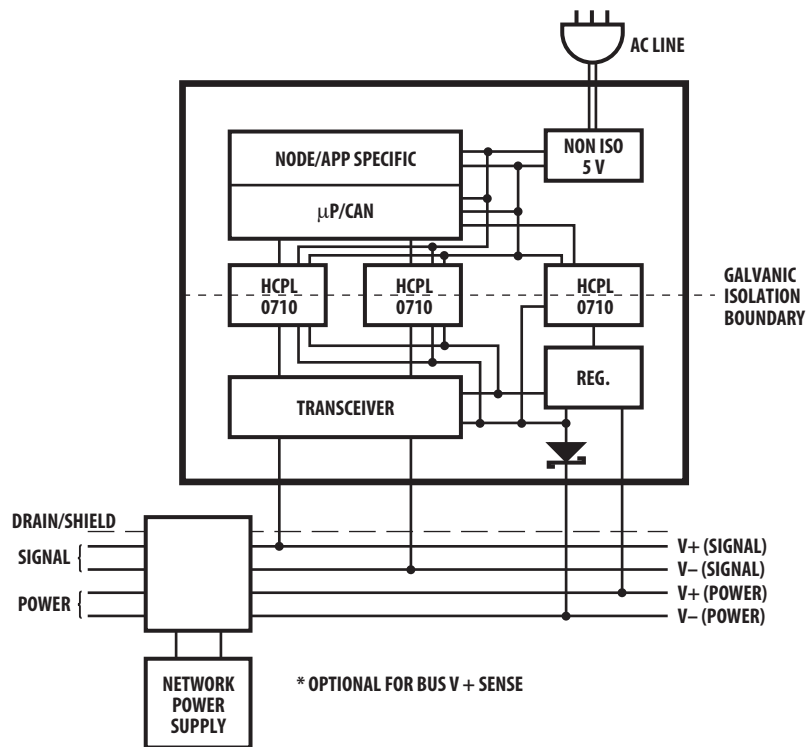 AC LINE
NODE/APP SPECIFIC
NON ISO
5 V
μP/CAN
HCPL
0710
HCPL
0710
HCPL
0710
GALVANIC
ISOLATION
BOUNDARY
TRANSCEIVER
REG.
DRAIN/SHIELD
SIGNAL
V+ (SIGNAL)
V– (SIGNAL)
POWER
V+ (POWER)
V– (POWER)
NETWORK
POWER
SUPPLY
* OPTIONAL FOR BUS V + SENSE